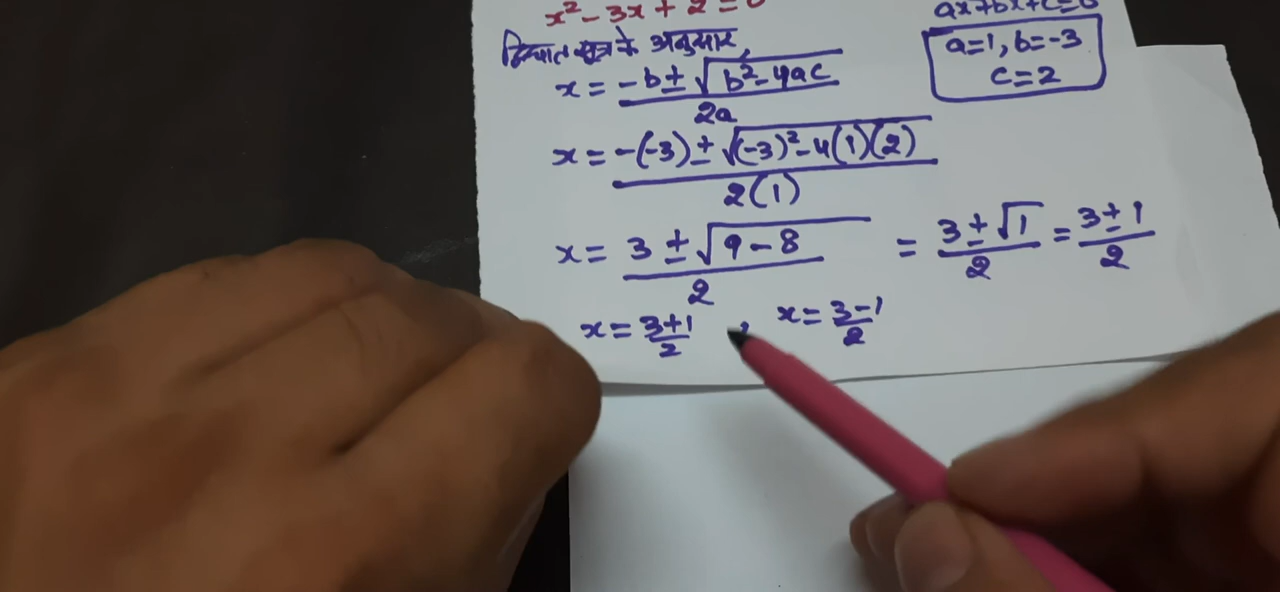 x² - 3x + 2 = 0
ax²+bx+c=0
द्विघात सूत्र के अनुसार,
a=1, b=-3
c=2
x = (-b ± √(b² - 4ac)) / 2a
x = (-(-3) ± √((-3)² - 4(1)(2))) / 2(1)
x = (3 ± √(9 - 8)) / 2 = (3 ± √1) / 2 = (3 ± 1) / 2
x = (3+1)/2 , x = (3-1)/2